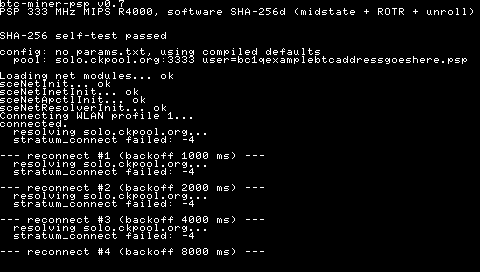 btc-miner-psp v0.7
PSP 333 MHz MIPS R4000, software SHA-256d (midstate + ROTR + unroll)
SHA-256 self-test passed
config: no params.txt, using compiled defaults
pool: solo.ckpool.org:3333 user=bc1qexamplebtcaddressgoeshere.psp
Loading net modules... ok
sceNetInit... ok
sceNetInetInit... ok
sceNetApctlInit... ok
sceNetResolverInit... ok
Connecting WLAN profile 1...
connected.
resolving solo.ckpool.org...
stratum_connect failed: -4
--- reconnect #1 (backoff 1000 ms) ---
resolving solo.ckpool.org...
stratum_connect failed: -4
--- reconnect #2 (backoff 2000 ms) ---
resolving solo.ckpool.org...
stratum_connect failed: -4
--- reconnect #3 (backoff 4000 ms) ---
resolving solo.ckpool.org...
stratum_connect failed: -4
--- reconnect #4 (backoff 8000 ms) ---